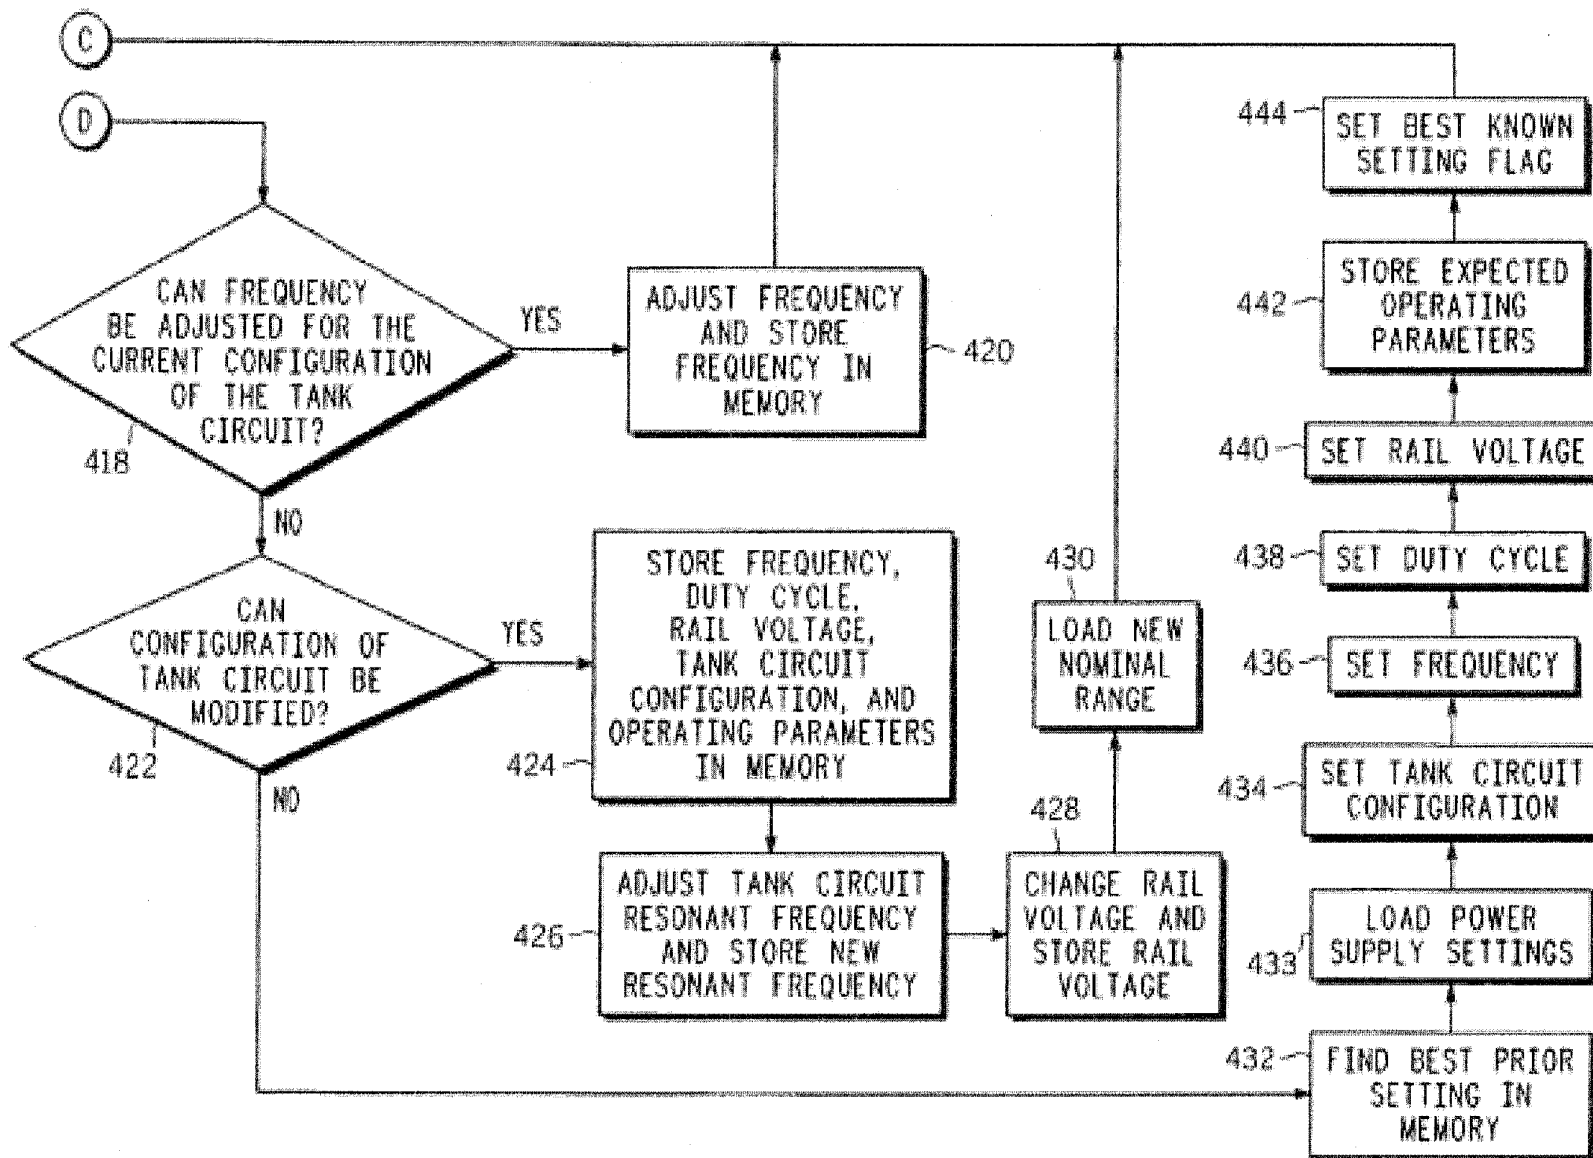 C
D
CAN FREQUENCY
BE ADJUSTED FOR THE
CURRENT CONFIGURATION
OF THE TANK
CIRCUIT?
418
YES
NO
ADJUST FREQUENCY
AND STORE
FREQUENCY IN
MEMORY
420
CAN
CONFIGURATION OF
TANK CIRCUIT BE
MODIFIED?
422
YES
NO
STORE FREQUENCY,
DUTY CYCLE,
RAIL VOLTAGE,
TANK CIRCUIT
CONFIGURATION, AND
OPERATING PARAMETERS
IN MEMORY
424
ADJUST TANK CIRCUIT
RESONANT FREQUENCY
AND STORE NEW
RESONANT FREQUENCY
426
428
CHANGE RAIL
VOLTAGE AND
STORE RAIL
VOLTAGE
430
LOAD NEW
NOMINAL
RANGE
444
SET BEST KNOWN
SETTING FLAG
442
STORE EXPECTED
OPERATING
PARAMETERS
440
SET RAIL VOLTAGE
438
SET DUTY CYCLE
436
SET FREQUENCY
434
SET TANK CIRCUIT
CONFIGURATION
433
LOAD POWER
SUPPLY SETTINGS
432
FIND BEST PRIOR
SETTING IN
MEMORY